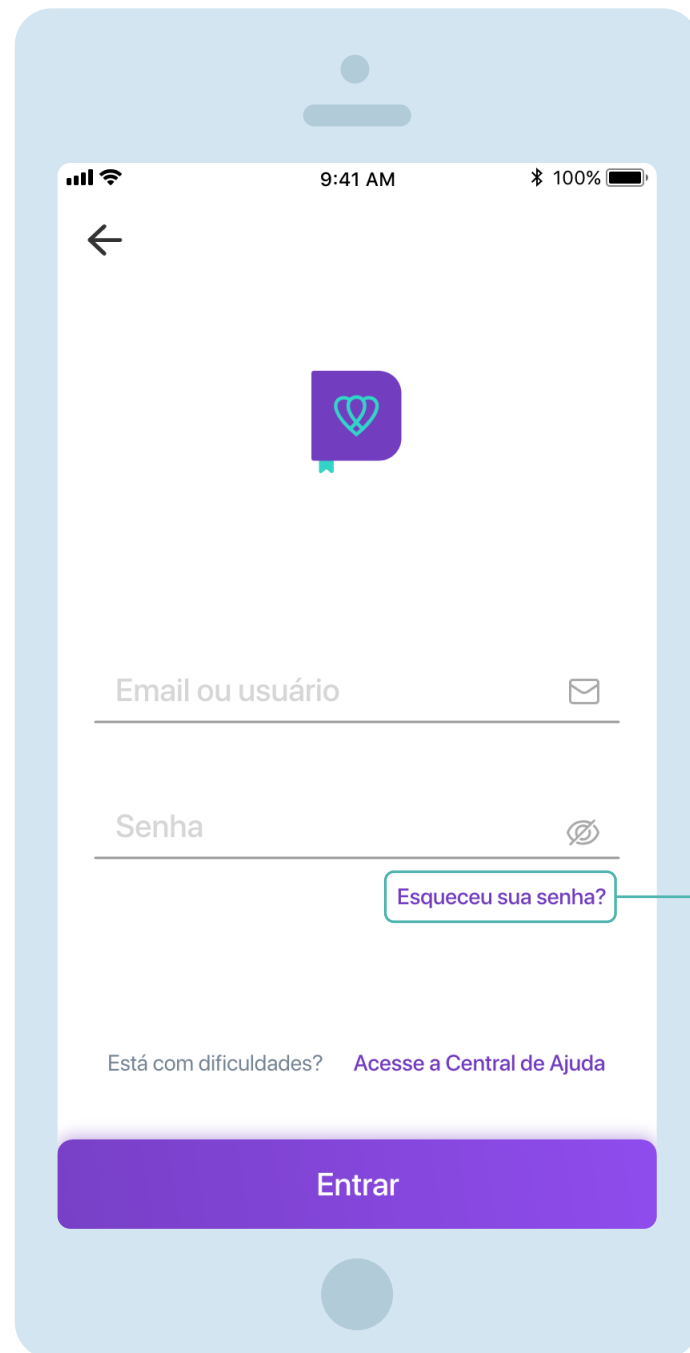 9:41 AM 100%
Email ou usuário
Senha
Esqueceu sua senha?
Está com dificuldades? Acesse a Central de Ajuda
Entrar